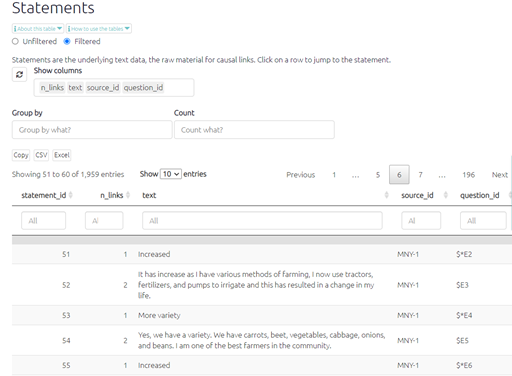 Statements
About this table
How to use the tables
Unfiltered Filtered
Statements are the underlying text data, the raw material for causal links. Click on a row to jump to the statement.
Show columns
n_links text source_id question_id
Group by Count
Group by what? Count what?
Copy CSV Excel
Showing 51 to 60 of 1,959 entries Show 10 entries Previous 1 … 5 6 7 … 196 Next
statement_id n_links text source_id question_id
All Al All All All
51 1 Increased MNY-1 $*E2
52 2 It has increase as I have various methods of farming, I now use tractors,
fertilizers, and pumps to irrigate and this has resulted in a change in my
life. MNY-1 $E3
53 1 More variety MNY-1 $*E4
54 2 Yes, we have a variety. We have carrots, beet, vegetables, cabbage, onions,
and beans. I am one of the best farmers in the community. MNY-1 $E5
55 1 Increased MNY-1 $*E6